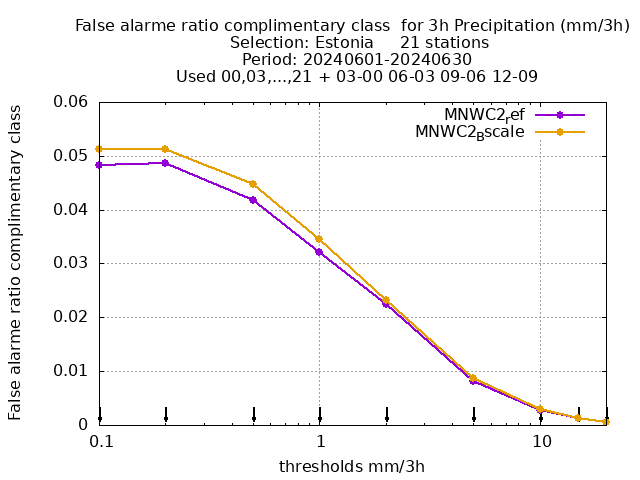 False alarme ratio complimentary class  for 3h Precipitation (mm/3h)
Selection: Estonia     21 stations
Period: 20240601-20240630
Used 00,03,...,21 + 03-00 06-03 09-06 12-09
MNWC2ref
MNWC2Bscale
False alarme ratio complimentary class
0.06
0.05
0.04
0.03
0.02
0.01
0
0.1
1
10
thresholds mm/3h